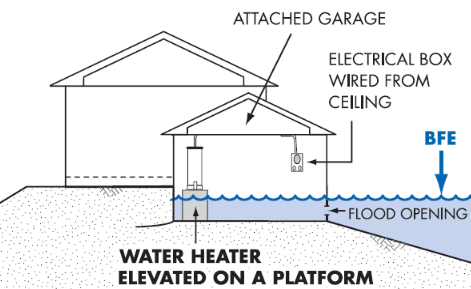 ATTACHED GARAGE
ELECTRICAL BOX
WIRED FROM
CEILING
BFE
FLOOD OPENING
WATER HEATER
ELEVATED ON A PLATFORM